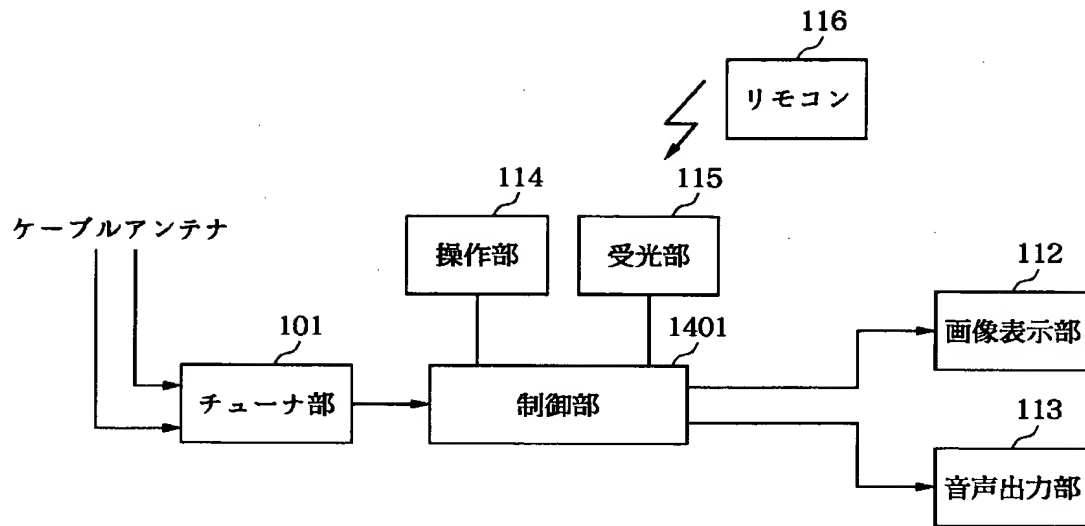 116
リモコン
114
115
ケーブルアンテナ
操作部
受光部
112
101
1401
画像表示部
チューナ部
制御部
113
音声出力部